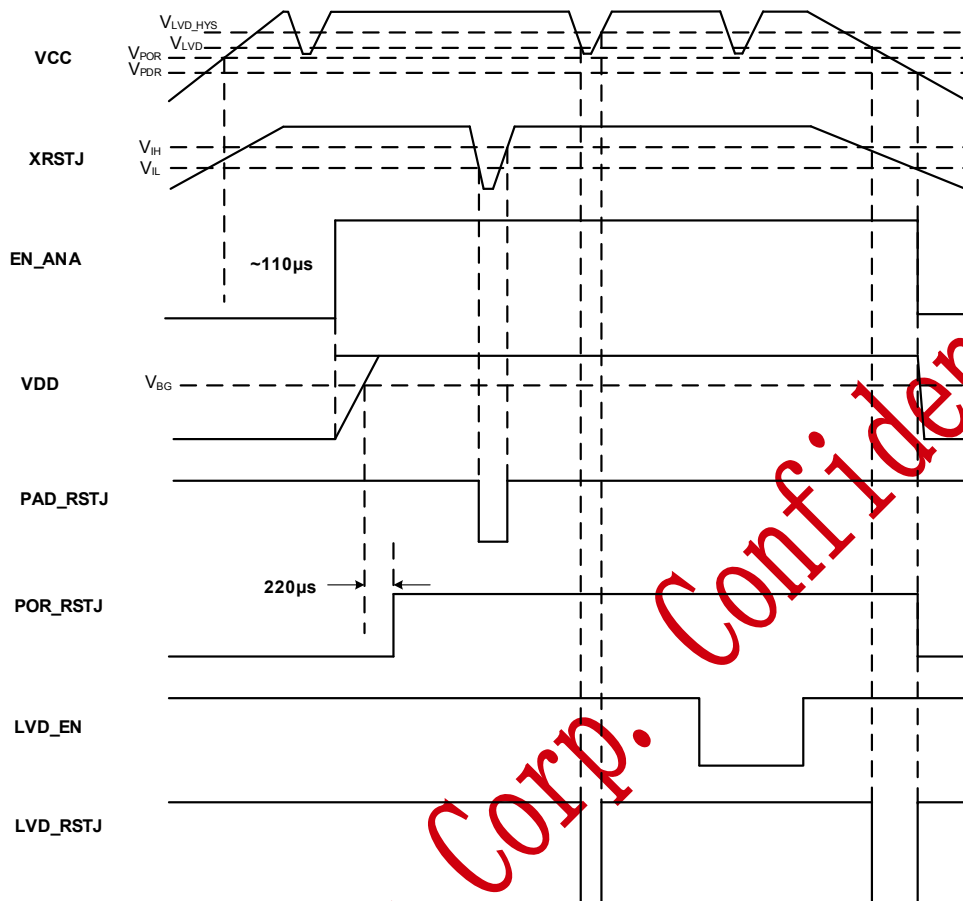 VLVD_HYS
VLVD
VCC
VPOR
VPDR
XRSTJ
VIH
VIL
EN_ANA
~110µs
VDD
VBG
PAD_RSTJ
220µs
POR_RSTJ
LVD_EN
LVD_RSTJ
Corp. Confiden